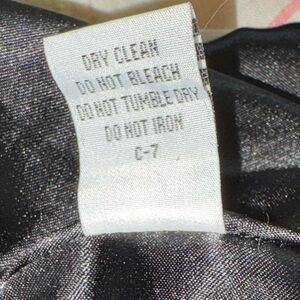 DRY CLEAN
DO NOT BLEACH
DO NOT TUMBLE DRY
DO NOT IRON
C-7